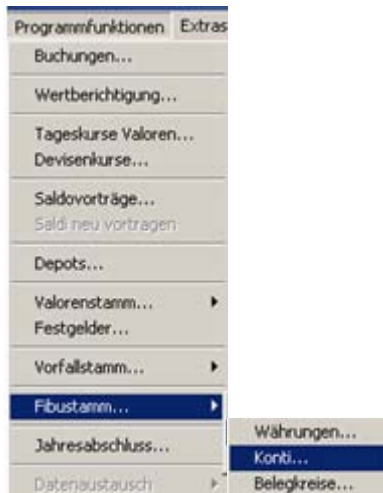 Programmfunktionen Extras
Buchungen...
Wertberichtigung...
Tageskurse Valoren...
Devisenkurse...
Saldovorträge...
Saldi neu vortragen
Depots...
Valorenstamm...
Festgelder...
Vorfallstamm...
Fibustamm...
Währungen...
Jahresabschluss...
Konti...
Datenaustausch
Belegkreise...